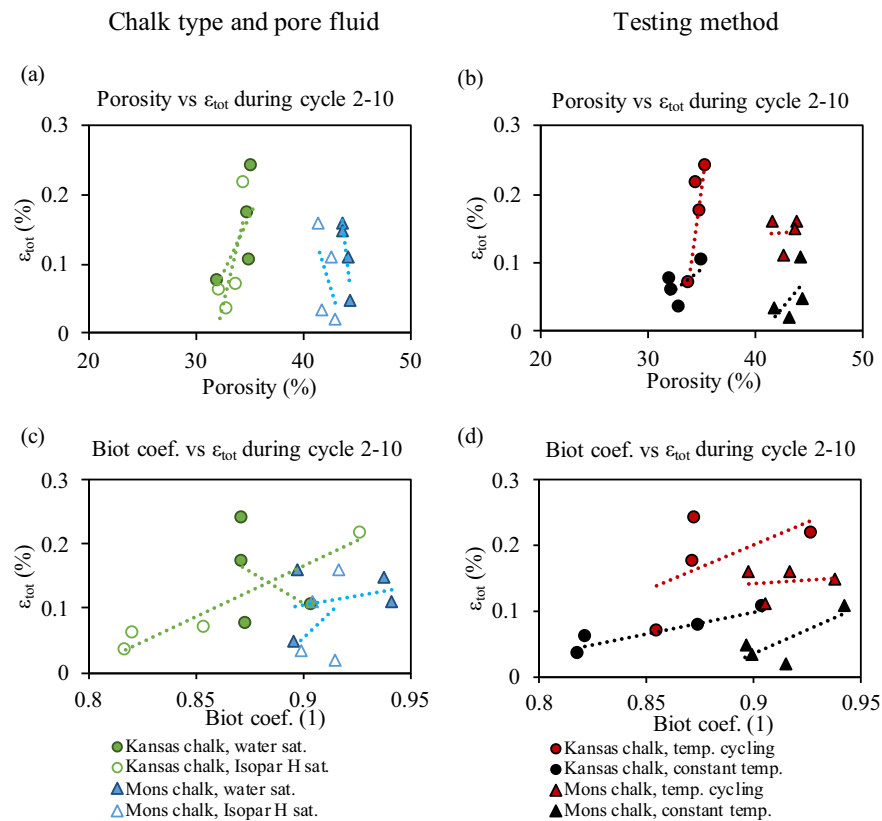 Chalk type and pore fluid
Testing method
(a)
Porosity vs εtot during cycle 2-10
0.3
0.2
0.1
0
εtot (%)
20 30 40 50
Porosity (%)
(b)
Porosity vs εtot during cycle 2-10
0.3
0.2
0.1
0
εtot (%)
20 30 40 50
Porosity (%)
(c)
Biot coef. vs εtot during cycle 2-10
0.3
0.2
0.1
0
εtot (%)
0.8 0.85 0.9 0.95
Biot coef. (1)
Kansas chalk, water sat.
Kansas chalk, Isopar H sat.
Mons chalk, water sat.
Mons chalk, Isopar H sat.
(d)
Biot coef. vs εtot during cycle 2-10
0.3
0.2
0.1
0
εtot (%)
0.8 0.85 0.9 0.95
Biot coef. (1)
Kansas chalk, temp. cycling
Kansas chalk, constant temp.
Mons chalk, temp. cycling
Mons chalk, constant temp.